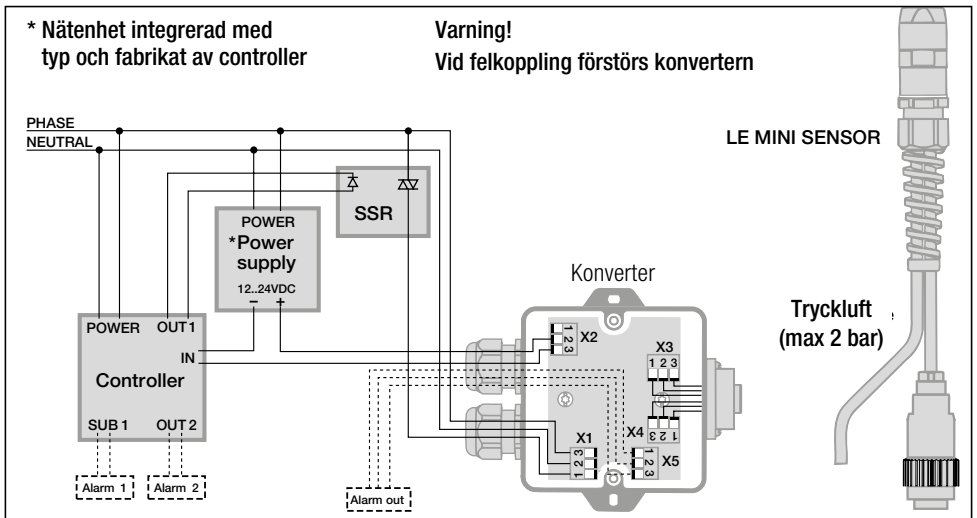 * Nätenhet integrerad med
typ och fabrikat av controller
Varning!
Vid felkoppling förstörs konvertern
PHASE
NEUTRAL
LE MINI SENSOR
SSR
POWER
*Power
supply
12..24VDC
− +
Konverter
Tryckluft
(max 2 bar)
POWER OUT 1
IN
Controller
SUB 1 OUT 2
Alarm 1 Alarm 2
Alarm out
X2
1
2
3
X3
1 2 3
X4
3 2 1
X1
3
2
1
X5
1
2
3